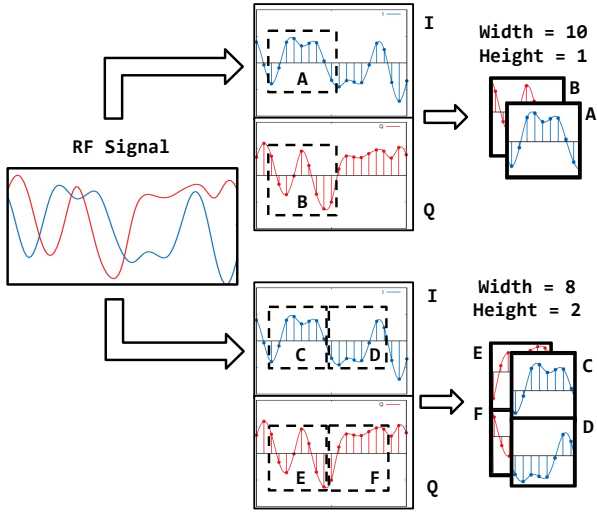 I
I
Width = 10
Height = 1
A
B
A
RF Signal
Q
B
Q
I
I
Width = 8
Height = 2
C
D
E
C
Q
F
D
E
F
Q